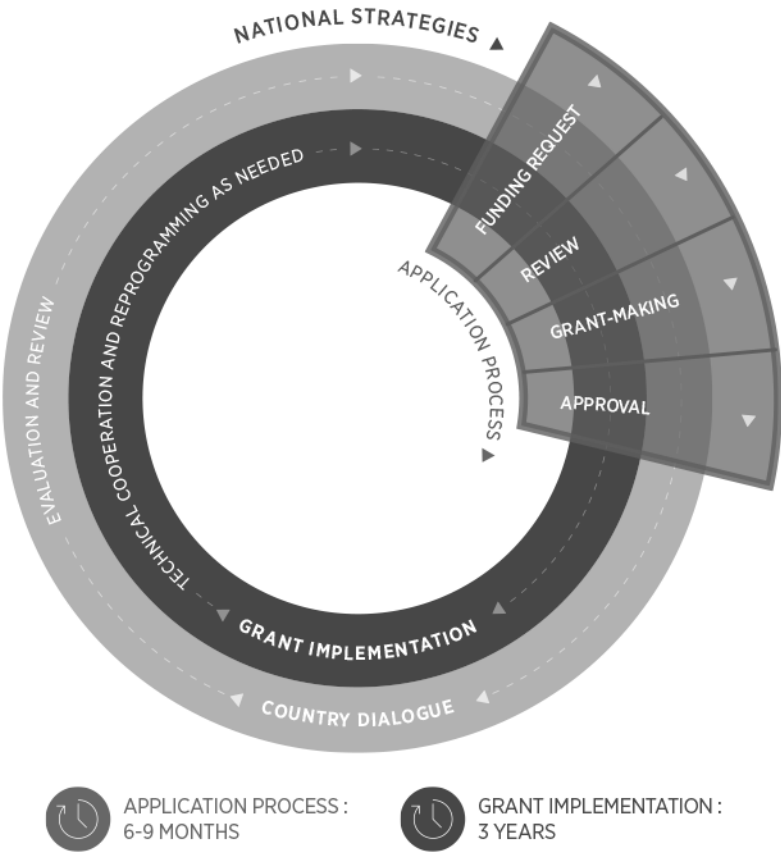 NATIONAL STRATEGIES
FUNDING REQUEST
REVIEW
GRANT-MAKING
APPROVAL
APPLICATION PROCESS
TECHNICAL COOPERATION AND REPROGRAMMING AS NEEDED
EVALUATION AND REVIEW
GRANT IMPLEMENTATION
COUNTRY DIALOGUE
APPLICATION PROCESS :
6-9 MONTHS
GRANT IMPLEMENTATION :
3 YEARS